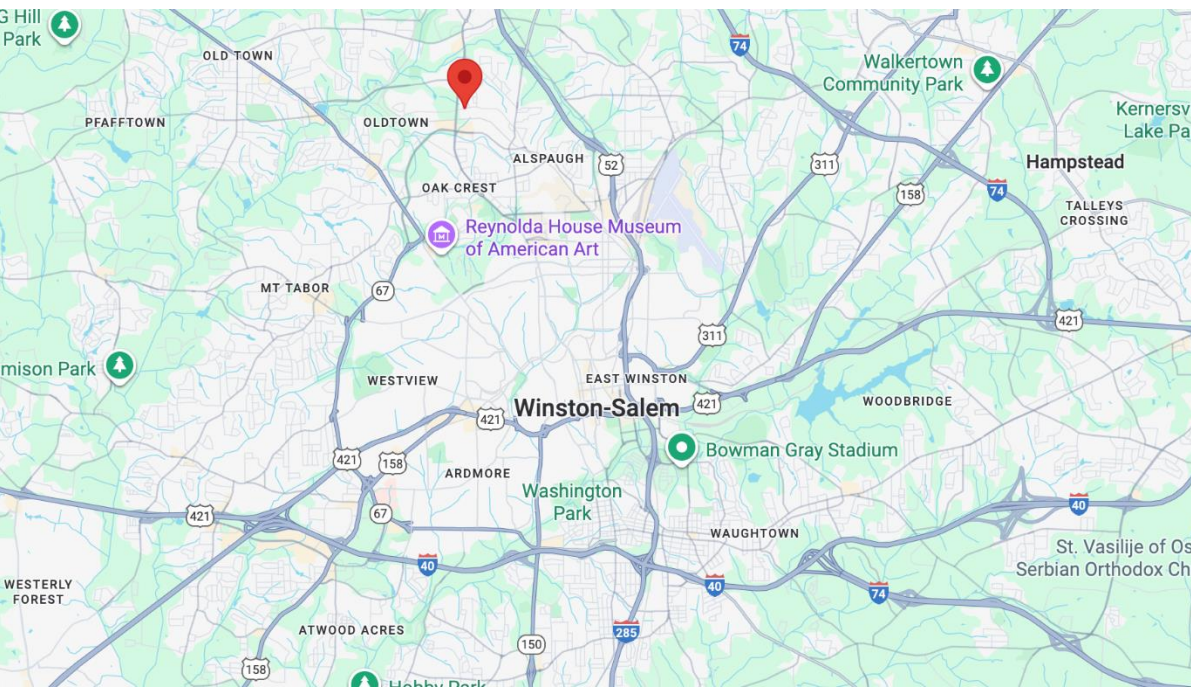 G Hill
Park
OLD TOWN
74
Walkertown
Community Park
PFAFFTOWN
OLDTOWN
Kernersv
Lake Pa
ALSPAUGH
52
311
Hampstead
OAK CREST
158
74
TALLEYS
CROSSING
Reynolda House Museum
of American Art
MT TABOR
67
311
421
mison Park
WESTVIEW
EAST WINSTON
421
Winston-Salem
421
WOODBRIDGE
421
158
ARDMORE
Bowman Gray Stadium
Washington
Park
67
421
40
WAUGHTOWN
St. Vasilije of Os
Serbian Orthodox Ch
40
40
74
WESTERLY
FOREST
ATWOOD ACRES
150
285
158
Hobby Park